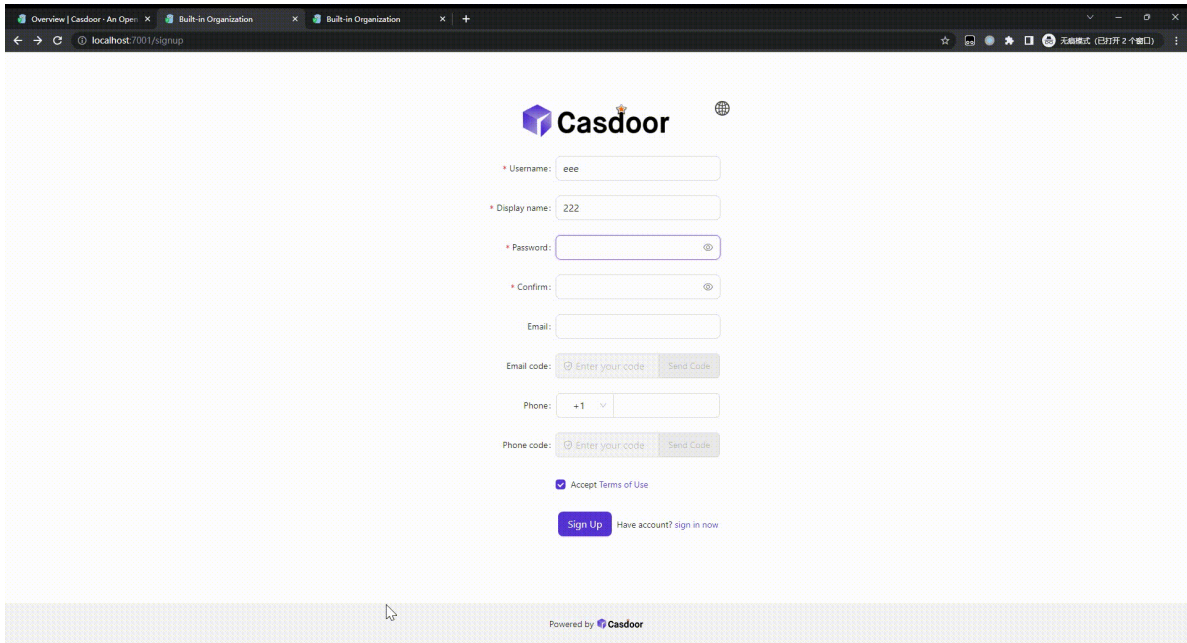 Overview | Casdoor · An Open
Built-in Organization
Built-in Organization
localhost:7001/signup
无痕模式 (已打开 2 个窗口)
Casdoor
* Username: eee
* Display name: 222
* Password:
* Confirm:
Email:
Email code: Enter your code Send Code
Phone: +1
Phone code: Enter your code Send Code
Accept Terms of Use
Sign Up Have account? sign in now
Powered by Casdoor